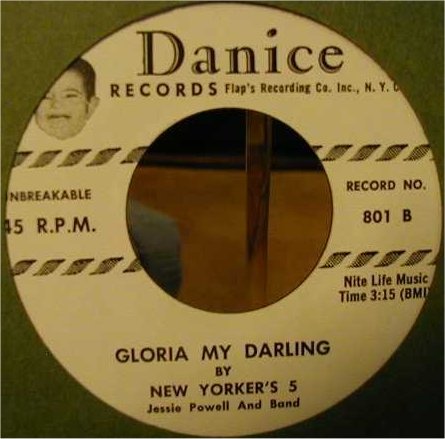 Danice
RECORDS Flap's Recording Co. Inc., N. Y. C
UNBREAKABLE
45 R.P.M.
RECORD NO.
801 B
Nite Life Music
Time 3:15 (BMI
GLORIA MY DARLING
BY
NEW YORKER'S 5
Jessie Powell And Band